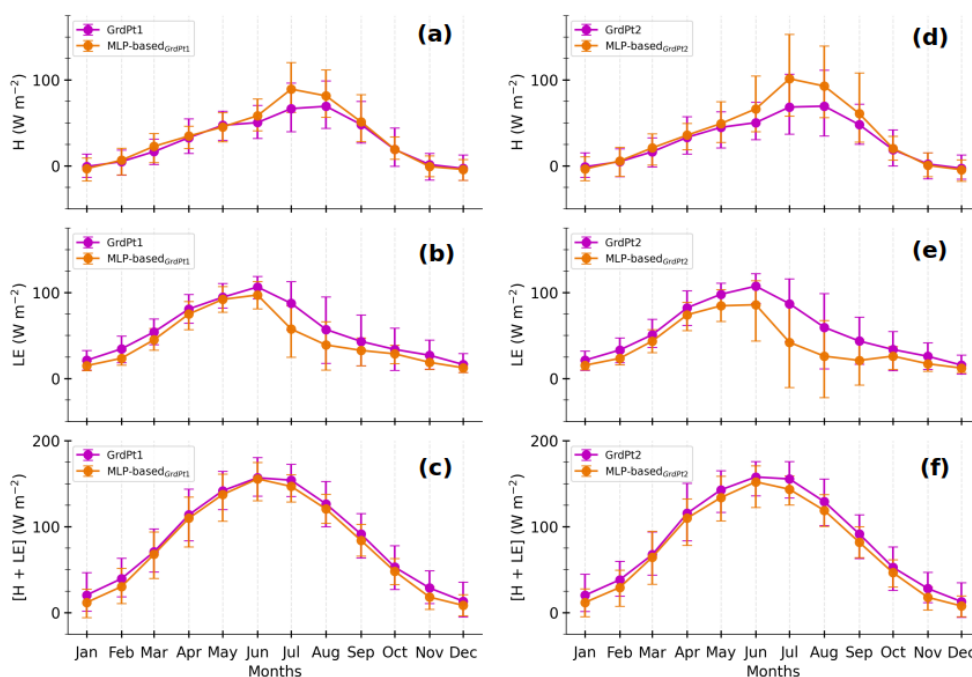 (a)
GrdPt1
MLP-based_GrdPt1
H (W m⁻²)
100
0
(d)
GrdPt2
MLP-based_GrdPt2
H (W m⁻²)
100
0
(b)
GrdPt1
MLP-based_GrdPt1
LE (W m⁻²)
100
0
(e)
GrdPt2
MLP-based_GrdPt2
LE (W m⁻²)
100
0
(c)
GrdPt1
MLP-based_GrdPt1
[H + LE] (W m⁻²)
200
100
0
Jan Feb Mar Apr May Jun Jul Aug Sep Oct Nov Dec
Months
(f)
GrdPt2
MLP-based_GrdPt2
[H + LE] (W m⁻²)
200
100
0
Jan Feb Mar Apr May Jun Jul Aug Sep Oct Nov Dec
Months